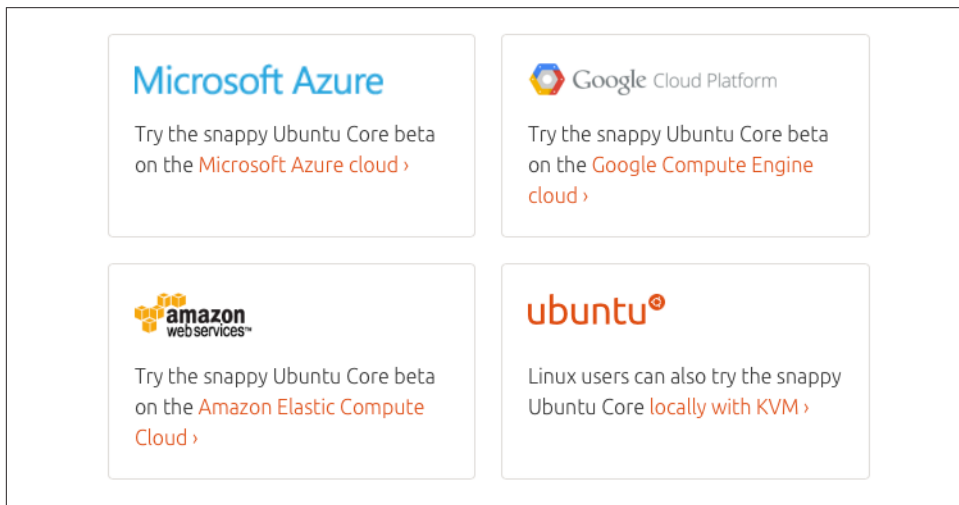 Microsoft Azure
Try the snappy Ubuntu Core beta
on the Microsoft Azure cloud ›
Google Cloud Platform
Try the snappy Ubuntu Core beta
on the Google Compute Engine
cloud ›
amazon
web services™
Try the snappy Ubuntu Core beta
on the Amazon Elastic Compute
Cloud ›
ubuntu
Linux users can also try the snappy
Ubuntu Core locally with KVM ›